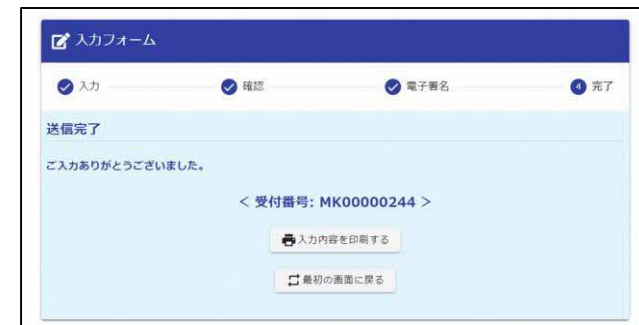 入力フォーム
入力
確認
電子署名
4 完了
送信完了
ご入力ありがとうございました。
< 受付番号: MK00000244 >
入力内容を印刷する
最初の画面に戻る